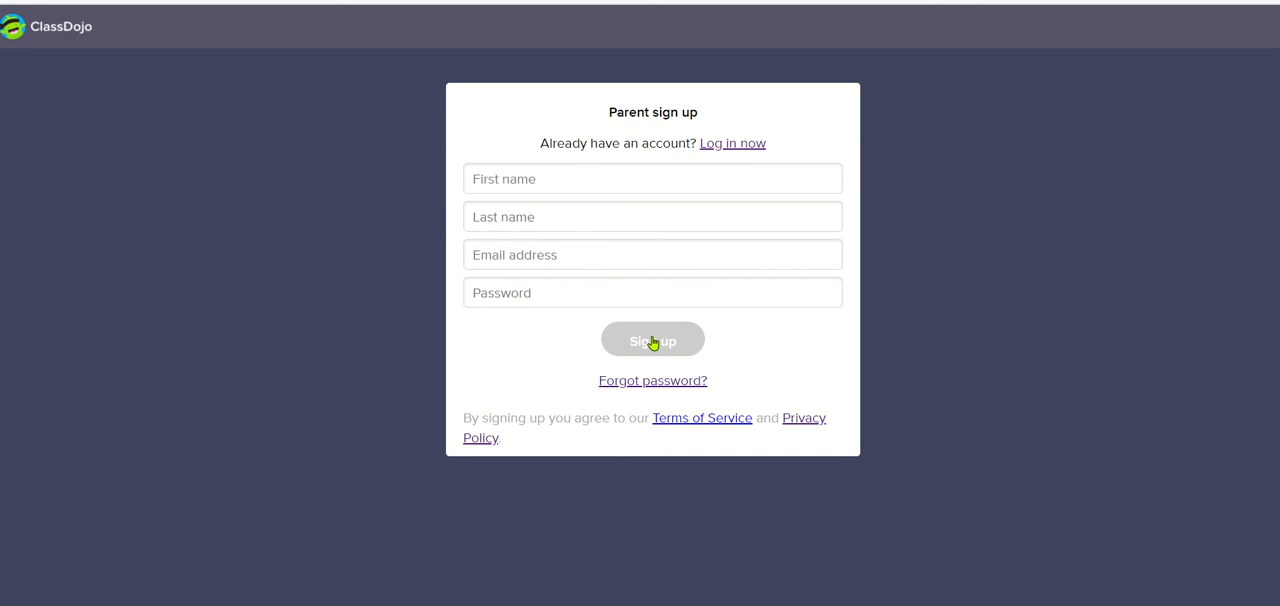 ClassDojo
Parent sign up
Already have an account? Log in now
First name
Last name
Email address
Password
Sign up
Forgot password?
By signing up you agree to our Terms of Service and Privacy
Policy.